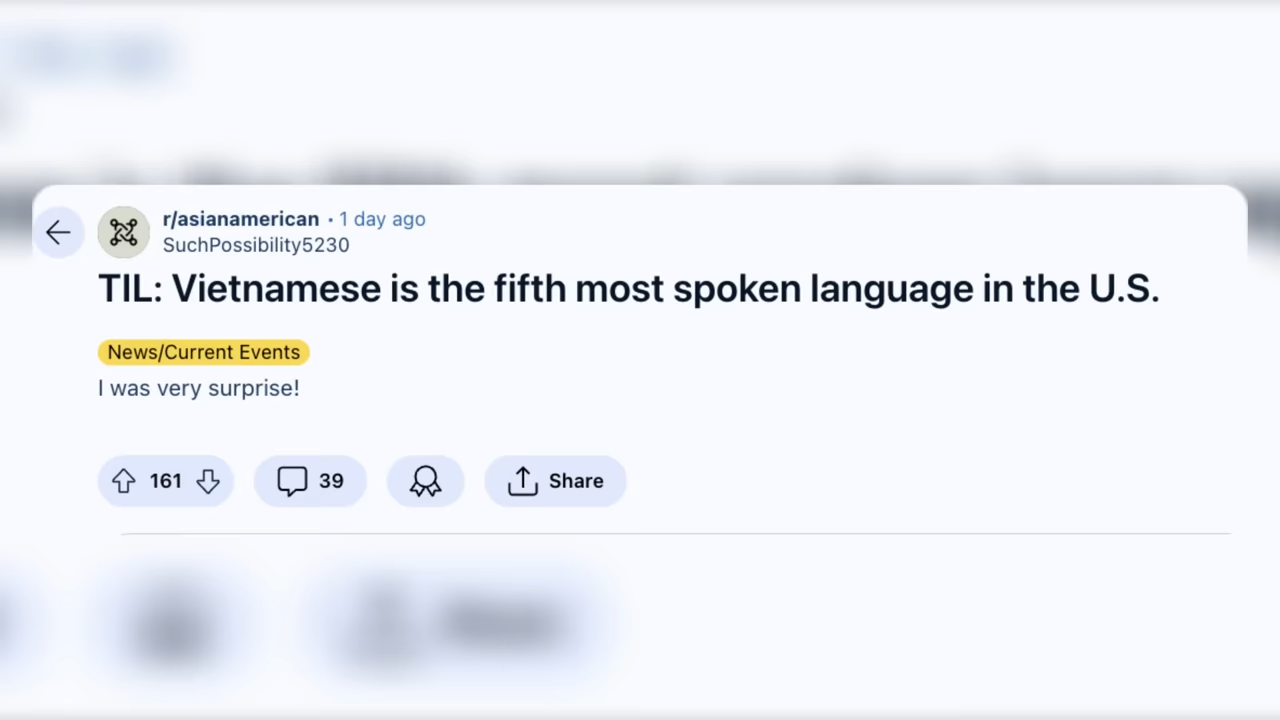 r/asianamerican • 1 day ago
SuchPossibility5230
TIL: Vietnamese is the fifth most spoken language in the U.S.
News/Current Events
I was very surprise!
161 39 Share